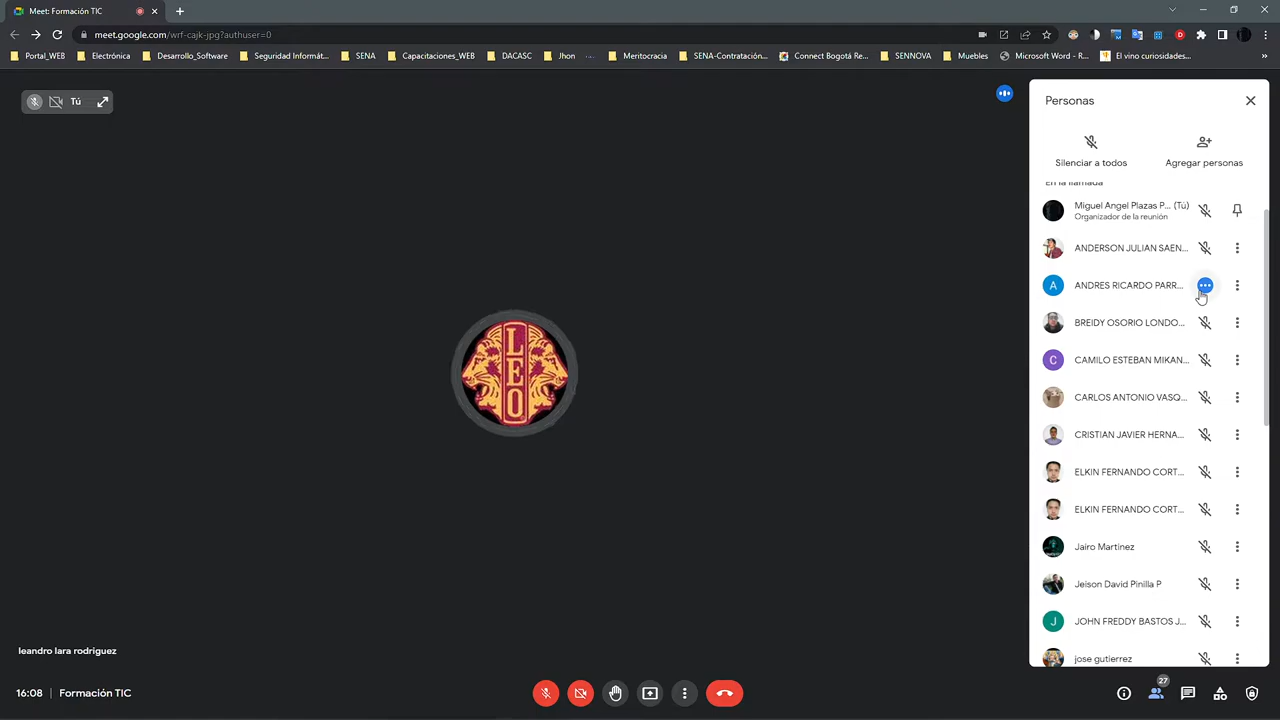 Meet: Formación TIC
meet.google.com/wrf-cajk-jpg?authuser=0
Portal_WEB
Electrónica
Desarrollo_Software
Seguridad Informát...
SENA
Capacitaciones_WEB
DACASC
Jhon
...
Meritocracia
SENA-Contratación...
Connect Bogotá Re...
SENNOVA
Muebles
Microsoft Word - R...
El vino curiosidades...
Tú
Personas
Silenciar a todos
Agregar personas
En la llamada
Miguel Angel Plazas P... (Tú)
Organizador de la reunión
ANDERSON JULIAN SAEN...
A
ANDRES RICARDO PARR...
BREIDY OSORIO LONDO...
C
CAMILO ESTEBAN MIKAN...
CARLOS ANTONIO VASQ...
CRISTIAN JAVIER HERNA...
ELKIN FERNANDO CORT...
ELKIN FERNANDO CORT...
Jairo Martinez
Jeison David Pinilla P
J
JOHN FREDDY BASTOS J...
jose gutierrez
LEO
leandro lara rodriguez
16:08 | Formación TIC
27